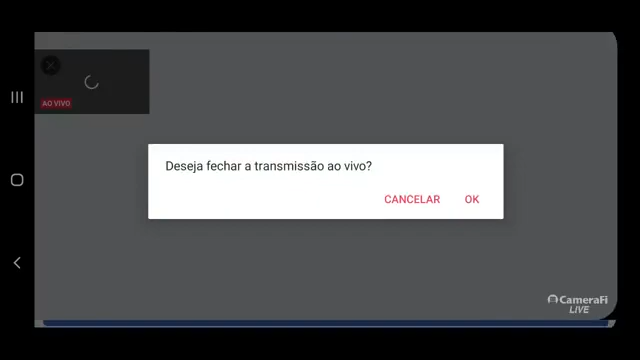 AO VIVO
Deseja fechar a transmissão ao vivo?
CANCELAR OK
CameraFi
LIVE